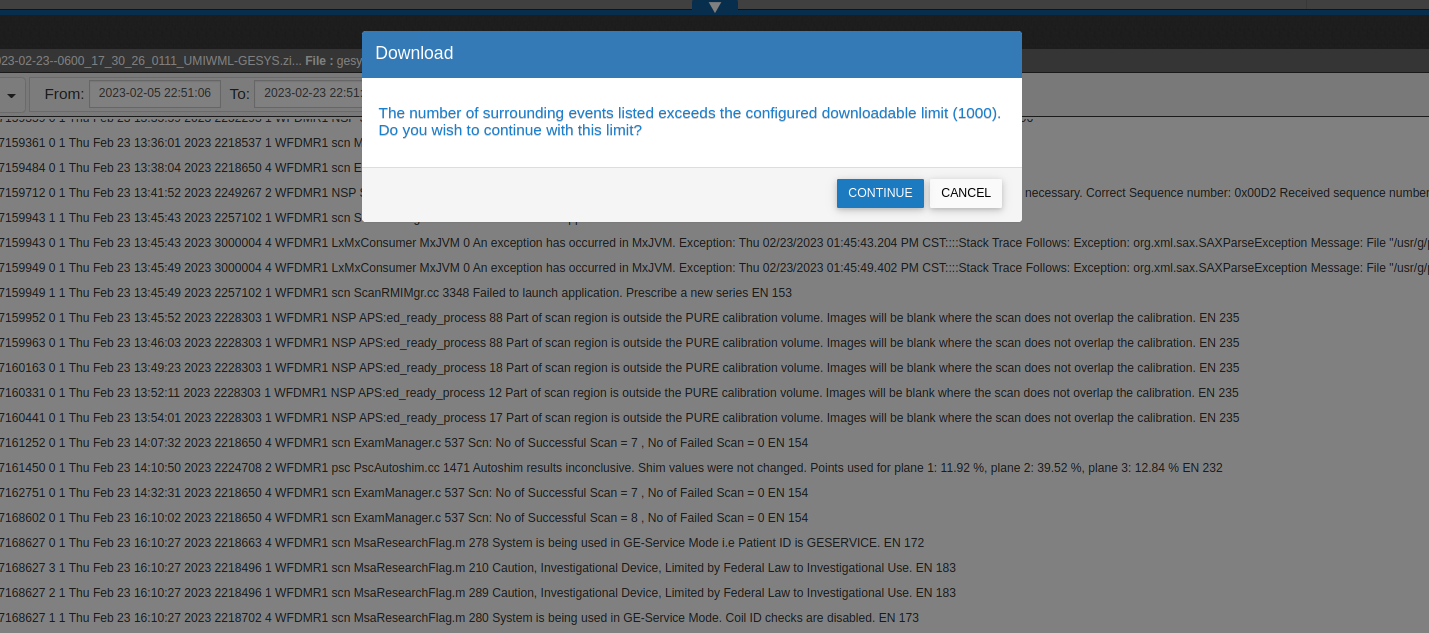 Download
23-02-23--0600_17_30_26_0111_UMIWML-GESYS.zi... File : gesy
From: 2023-02-05 22:51:06 To: 2023-02-23 22:51:
The number of surrounding events listed exceeds the configured downloadable limit (1000).
Do you wish to continue with this limit?
CONTINUE CANCEL
7159361 0 1 Thu Feb 23 13:36:01 2023 2218537 1 WFDMR1 scn M
7159484 0 1 Thu Feb 23 13:38:04 2023 2218650 4 WFDMR1 scn E
7159712 0 1 Thu Feb 23 13:41:52 2023 2249267 2 WFDMR1 NSP necessary. Correct Sequence number: 0x00D2 Received sequence number
7159943 1 1 Thu Feb 23 13:45:43 2023 2257102 1 WFDMR1 scn
7159943 0 1 Thu Feb 23 13:45:43 2023 3000004 4 WFDMR1 LxMxConsumer MxJVM 0 An exception has occurred in MxJVM. Exception: Thu 02/23/2023 01:45:43.204 PM CST::::Stack Trace Follows: Exception: org.xml.sax.SAXParseException Message: File "/usr/g/
7159949 0 1 Thu Feb 23 13:45:49 2023 3000004 4 WFDMR1 LxMxConsumer MxJVM 0 An exception has occurred in MxJVM. Exception: Thu 02/23/2023 01:45:49.402 PM CST::::Stack Trace Follows: Exception: org.xml.sax.SAXParseException Message: File "/usr/g/
7159949 1 1 Thu Feb 23 13:45:49 2023 2257102 1 WFDMR1 scn ScanRMIMgr.cc 3348 Failed to launch application. Prescribe a new series EN 153
7159952 0 1 Thu Feb 23 13:45:52 2023 2228303 1 WFDMR1 NSP APS:ed_ready_process 88 Part of scan region is outside the PURE calibration volume. Images will be blank where the scan does not overlap the calibration. EN 235
7159963 0 1 Thu Feb 23 13:46:03 2023 2228303 1 WFDMR1 NSP APS:ed_ready_process 88 Part of scan region is outside the PURE calibration volume. Images will be blank where the scan does not overlap the calibration. EN 235
7160163 0 1 Thu Feb 23 13:49:23 2023 2228303 1 WFDMR1 NSP APS:ed_ready_process 18 Part of scan region is outside the PURE calibration volume. Images will be blank where the scan does not overlap the calibration. EN 235
7160331 0 1 Thu Feb 23 13:52:11 2023 2228303 1 WFDMR1 NSP APS:ed_ready_process 12 Part of scan region is outside the PURE calibration volume. Images will be blank where the scan does not overlap the calibration. EN 235
7160441 0 1 Thu Feb 23 13:54:01 2023 2228303 1 WFDMR1 NSP APS:ed_ready_process 17 Part of scan region is outside the PURE calibration volume. Images will be blank where the scan does not overlap the calibration. EN 235
7161252 0 1 Thu Feb 23 14:07:32 2023 2218650 4 WFDMR1 scn ExamManager.c 537 Scn: No of Successful Scan = 7 , No of Failed Scan = 0 EN 154
7161450 0 1 Thu Feb 23 14:10:50 2023 2224708 2 WFDMR1 psc PscAutoshim.cc 1471 Autoshim results inconclusive. Shim values were not changed. Points used for plane 1: 11.92 %, plane 2: 39.52 %, plane 3: 12.84 % EN 232
7162751 0 1 Thu Feb 23 14:32:31 2023 2218650 4 WFDMR1 scn ExamManager.c 537 Scn: No of Successful Scan = 7 , No of Failed Scan = 0 EN 154
7168602 0 1 Thu Feb 23 16:10:02 2023 2218650 4 WFDMR1 scn ExamManager.c 537 Scn: No of Successful Scan = 8 , No of Failed Scan = 0 EN 154
7168627 0 1 Thu Feb 23 16:10:27 2023 2218663 4 WFDMR1 scn MsaResearchFlag.m 278 System is being used in GE-Service Mode i.e Patient ID is GESERVICE. EN 172
7168627 3 1 Thu Feb 23 16:10:27 2023 2218496 1 WFDMR1 scn MsaResearchFlag.m 210 Caution, Investigational Device, Limited by Federal Law to Investigational Use. EN 183
7168627 2 1 Thu Feb 23 16:10:27 2023 2218496 1 WFDMR1 scn MsaResearchFlag.m 289 Caution, Investigational Device, Limited by Federal Law to Investigational Use. EN 183
7168627 1 1 Thu Feb 23 16:10:27 2023 2218702 4 WFDMR1 scn MsaResearchFlag.m 280 System is being used in GE-Service Mode. Coil ID checks are disabled. EN 173